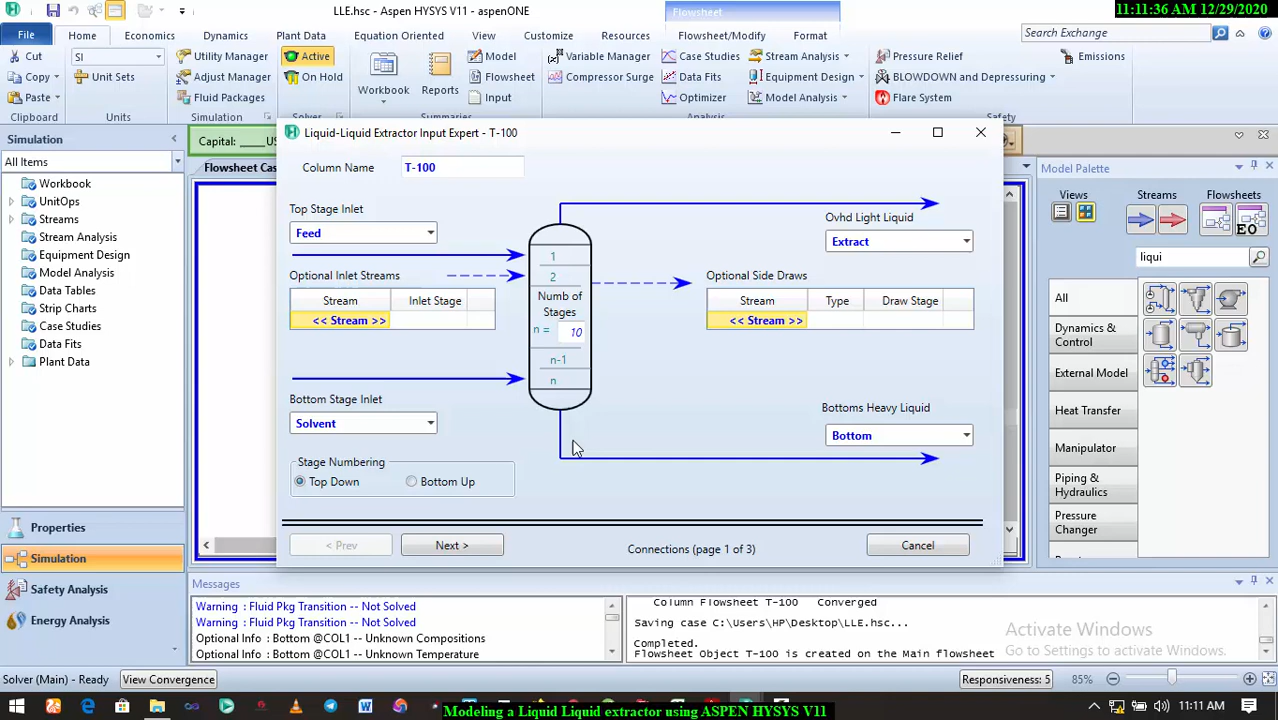 LLE.hsc - Aspen HYSYS V11 - aspenONE
Flowsheet
11:11:36 AM 12/29/2020
File
Home
Economics
Dynamics
Plant Data
Equation Oriented
View
Customize
Resources
Flowsheet/Modify
Format
Search Exchange
Cut
Copy
Paste
Clipboard
SI
Unit Sets
Units
Utility Manager
Adjust Manager
Fluid Packages
Simulation
Active
On Hold
Solver
Workbook
Reports
Model
Flowsheet
Input
Summaries
Variable Manager
Compressor Surge
Case Studies
Data Fits
Optimizer
Stream Analysis
Equipment Design
Model Analysis
Analysis
Pressure Relief
BLOWDOWN and Depressuring
Flare System
Emissions
Safety
Simulation
All Items
Workbook
UnitOps
Streams
Stream Analysis
Equipment Design
Model Analysis
Data Tables
Strip Charts
Case Studies
Data Fits
Plant Data
Properties
Simulation
Safety Analysis
Energy Analysis
Capital: ____ US
Flowsheet Cas
Liquid-Liquid Extractor Input Expert - T-100
Column Name
T-100
Top Stage Inlet
Feed
Ovhd Light Liquid
Extract
Optional Inlet Streams
Stream
Inlet Stage
<< Stream >>
1
2
Numb of
Stages
n =
10
n-1
n
Optional Side Draws
Stream
Type
Draw Stage
<< Stream >>
Bottom Stage Inlet
Solvent
Bottoms Heavy Liquid
Bottom
Stage Numbering
Top Down
Bottom Up
< Prev
Next >
Connections (page 1 of 3)
Cancel
Model Palette
Views
Streams
Flowsheets
EO
liqui
All
Dynamics &
Control
External Model
Heat Transfer
Manipulator
Piping &
Hydraulics
Pressure
Changer
Messages
Warning : Fluid Pkg Transition -- Not Solved
Warning : Fluid Pkg Transition -- Not Solved
Optional Info : Bottom @COL1 -- Unknown Compositions
Optional Info : Bottom @COL1 -- Unknown Temperature
Column Flowsheet T-100 Converged
Saving case C:\Users\HP\Desktop\LLE.hsc...
Completed.
Flowsheet Object T-100 is created on the Main flowsheet
Activate Windows
Go to Settings to activate Windows.
Solver (Main) - Ready
View Convergence
Responsiveness: 5
85%
Modeling a Liquid Liquid extractor using ASPEN HYSYS V11
11:11 AM